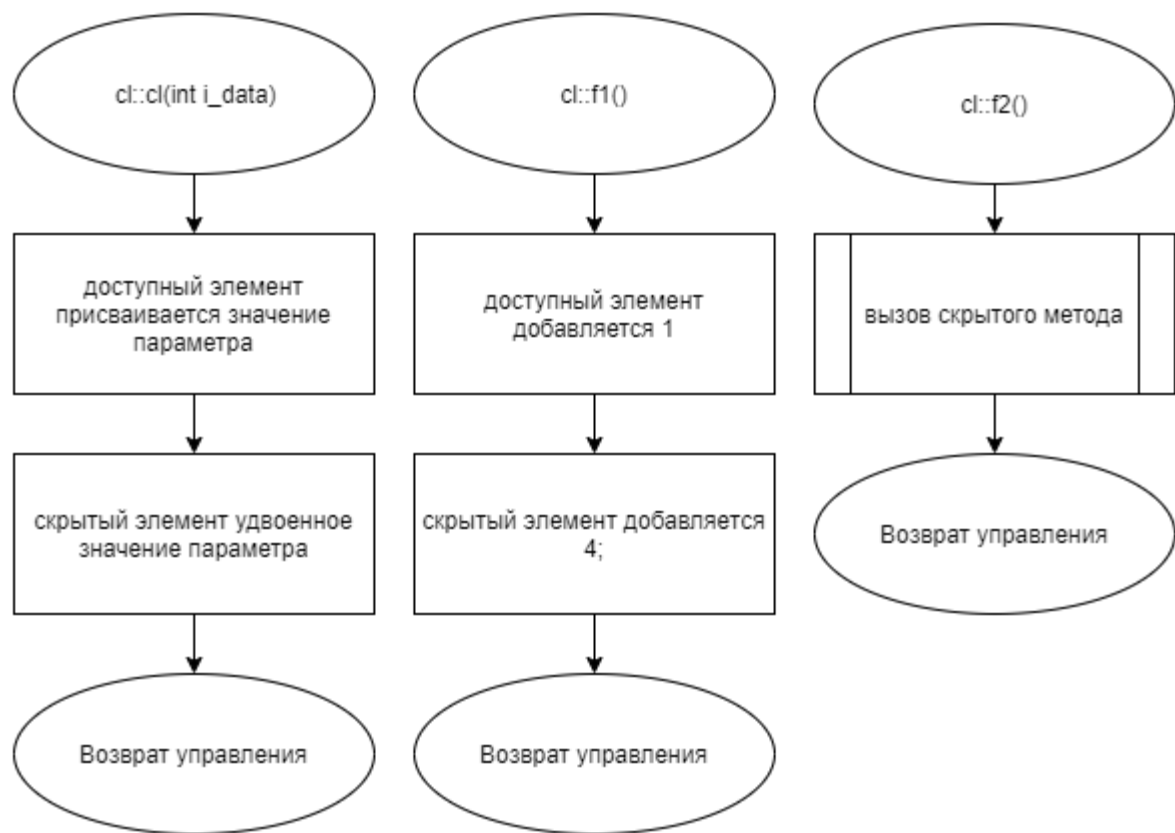 cl::cl(int i_data)
доступный элемент
присваивается значение
параметра
скрытый элемент удвоенное
значение параметра
Возврат управления
cl::f1()
доступный элемент
добавляется 1
скрытый элемент добавляется
4;
Возврат управления
cl::f2()
вызов скрытого метода
Возврат управления